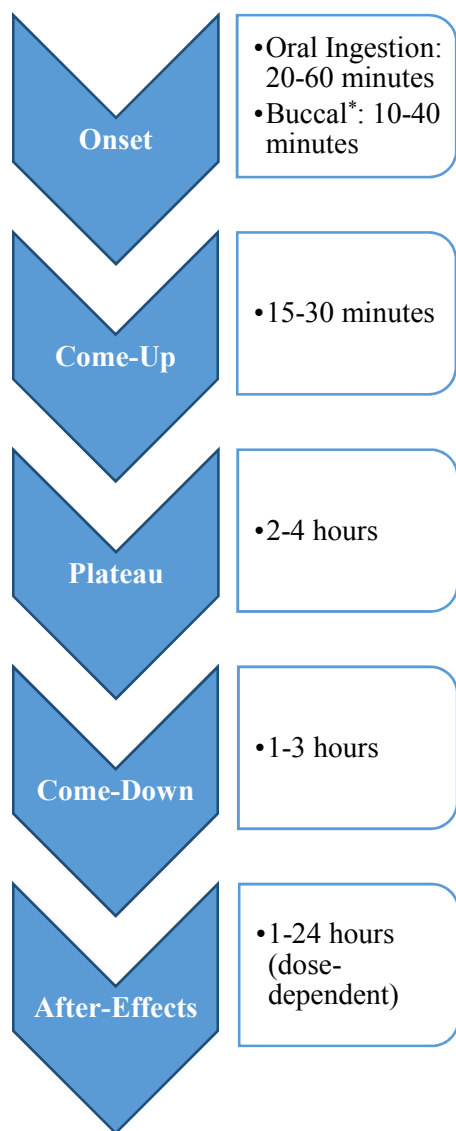 Onset
•Oral Ingestion:
20-60 minutes
•Buccal*: 10-40
minutes
Come-Up
•15-30 minutes
Plateau
•2-4 hours
Come-Down
•1-3 hours
After-Effects
•1-24 hours
(dose-
dependent)